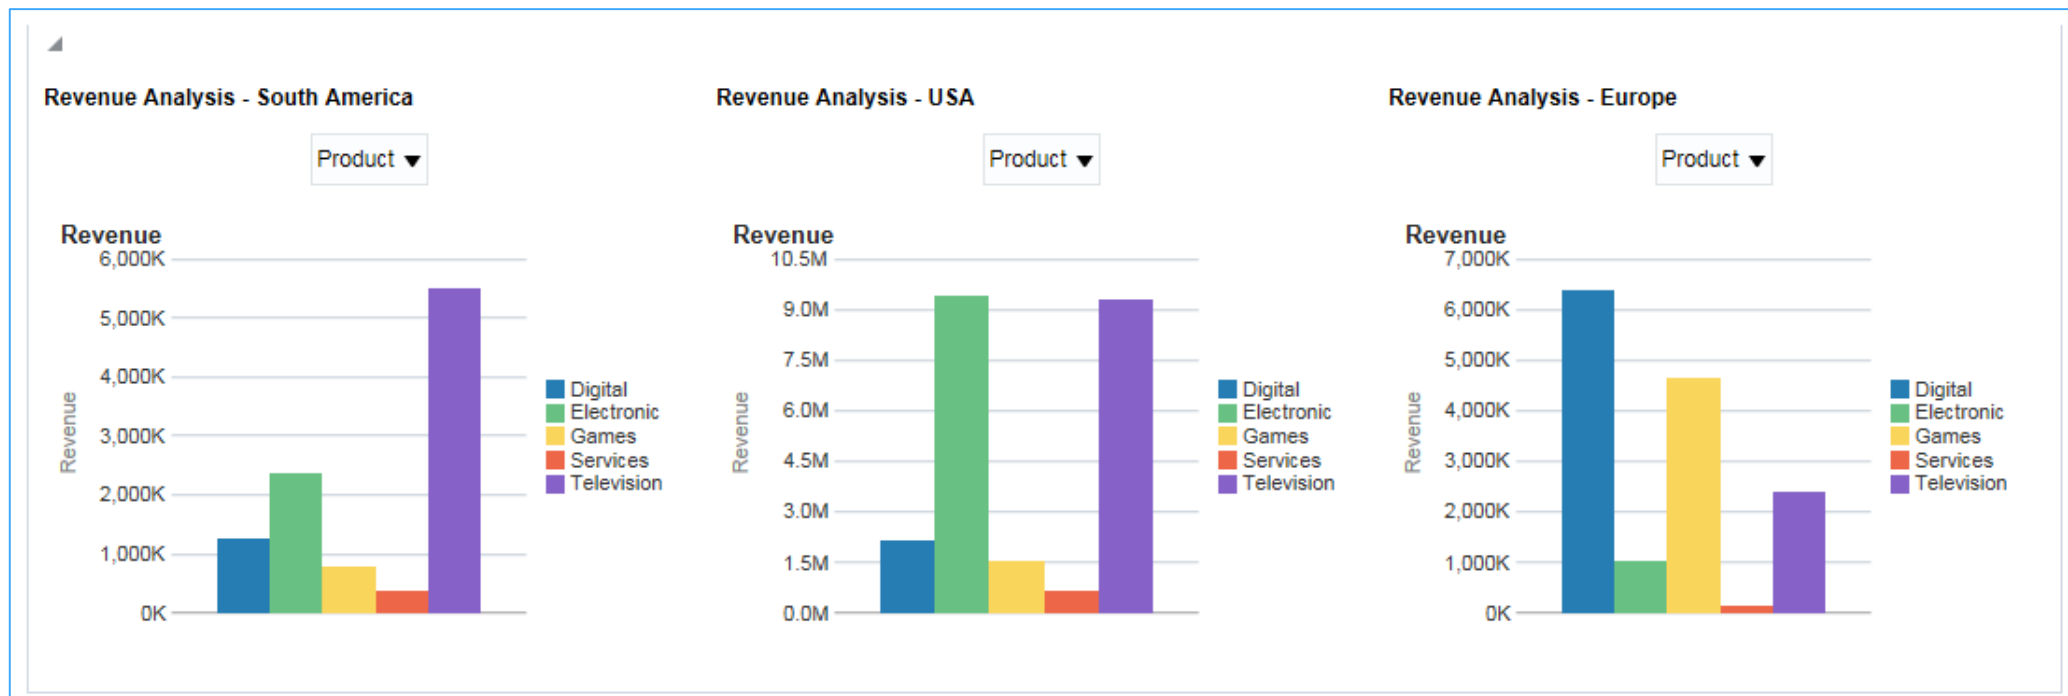 Revenue Analysis - South America
Product
Revenue
6,000K
5,000K
4,000K
3,000K
2,000K
1,000K
0K
Revenue
Digital
Electronic
Games
Services
Television
Revenue Analysis - USA
Product
Revenue
10.5M
9.0M
7.5M
6.0M
4.5M
3.0M
1.5M
0.0M
Revenue
Digital
Electronic
Games
Services
Television
Revenue Analysis - Europe
Product
Revenue
7,000K
6,000K
5,000K
4,000K
3,000K
2,000K
1,000K
0K
Revenue
Digital
Electronic
Games
Services
Television